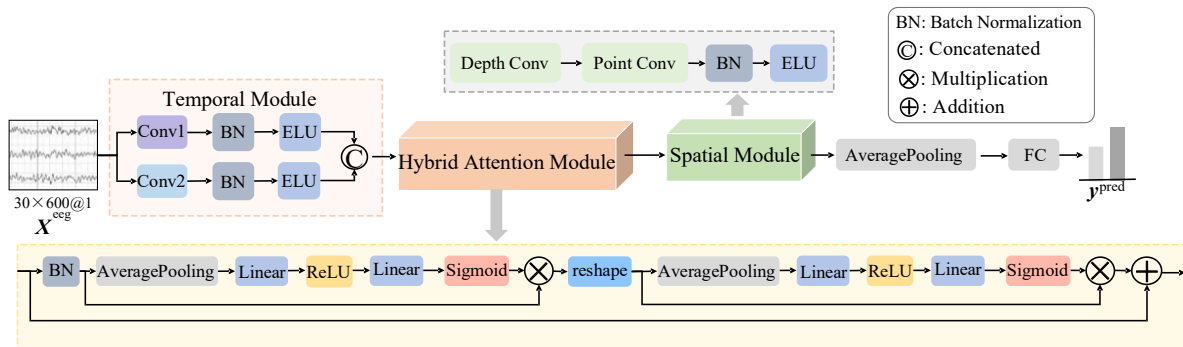 BN: Batch Normalization
C: Concatenated
⊗: Multiplication
⊕: Addition
Depth Conv Point Conv BN ELU
Temporal Module
Conv1 BN ELU
C
Conv2 BN ELU
Hybrid Attention Module
Spatial Module
AveragePooling FC
30×600@1
X^eeg
y^pred
BN AveragePooling Linear ReLU Linear Sigmoid reshape AveragePooling Linear ReLU Linear Sigmoid